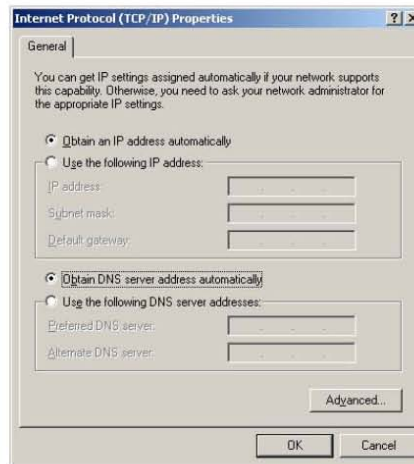 Internet Protocol (TCP/IP) Properties
General
You can get IP settings assigned automatically if your network supports
this capability. Otherwise, you need to ask your network administrator for
the appropriate IP settings.
Obtain an IP address automatically
Use the following IP address:
IP address:
Subnet mask:
Default gateway:
Obtain DNS server address automatically
Use the following DNS server addresses:
Preferred DNS server:
Alternate DNS server:
Advanced...
OK Cancel